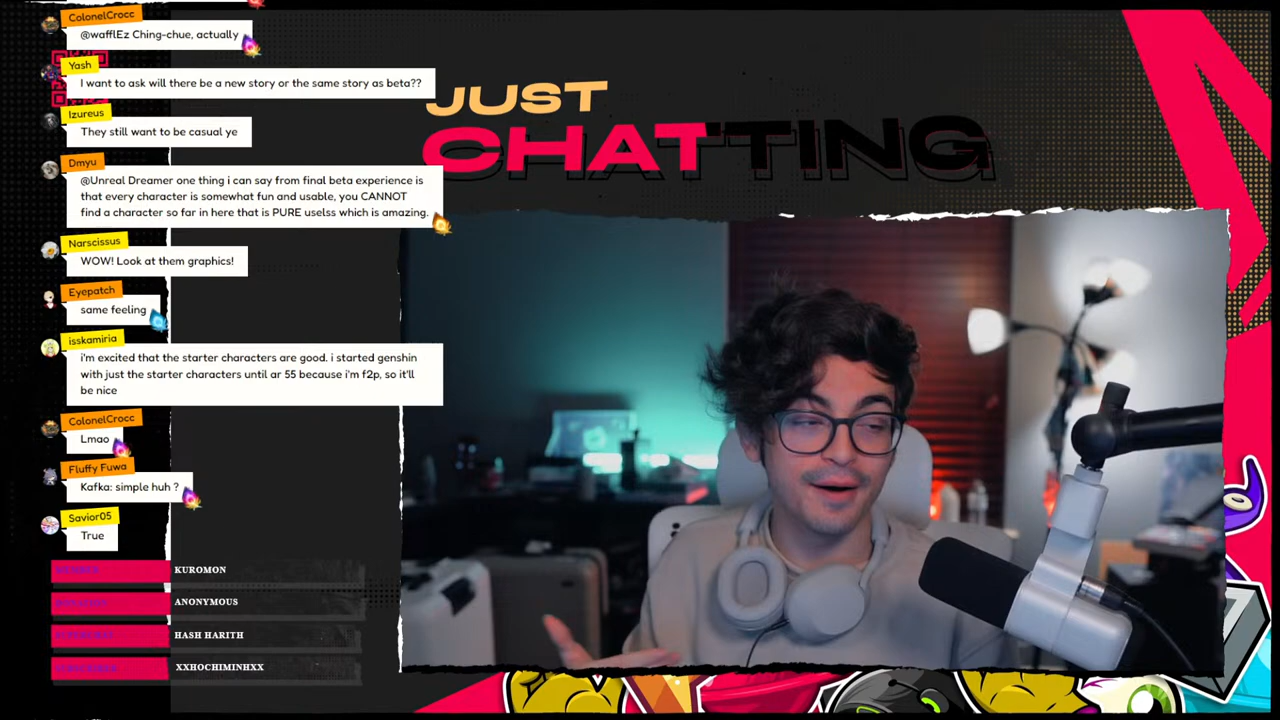 ColonelCrocc
@wafflEz Ching-chue, actually
Yash
I want to ask will there be a new story or the same story as beta??
Izureus
They still want to be casual ye
Dmyu
@Unreal Dreamer one thing i can say from final beta experience is
that every character is somewhat fun and usable, you CANNOT
find a character so far in here that is PURE uselss which is amazing.
Narscissus
WOW! Look at them graphics!
Eyepatch
same feeling
isskamiria
i'm excited that the starter characters are good. i started genshin
with just the starter characters until ar 55 because i'm f2p, so it'll
be nice
ColonelCrocc
Lmao
Fluffy Fuwa
Kafka: simple huh ?
Savior05
True
KUROMON
ANONYMOUS
HASH HARITH
XXHOCHIMINHXX
JUST
CHATTING